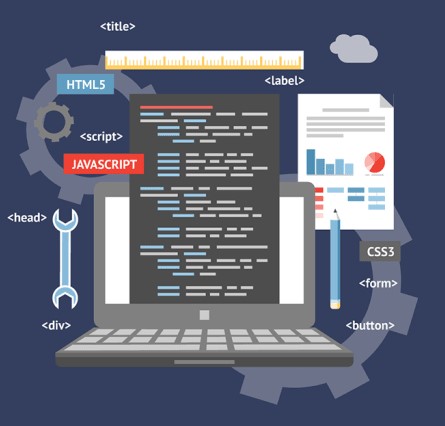 <title>
<label>
HTML5
<script>
JAVASCRIPT
<head>
CSS3
<form>
<div>
<button>